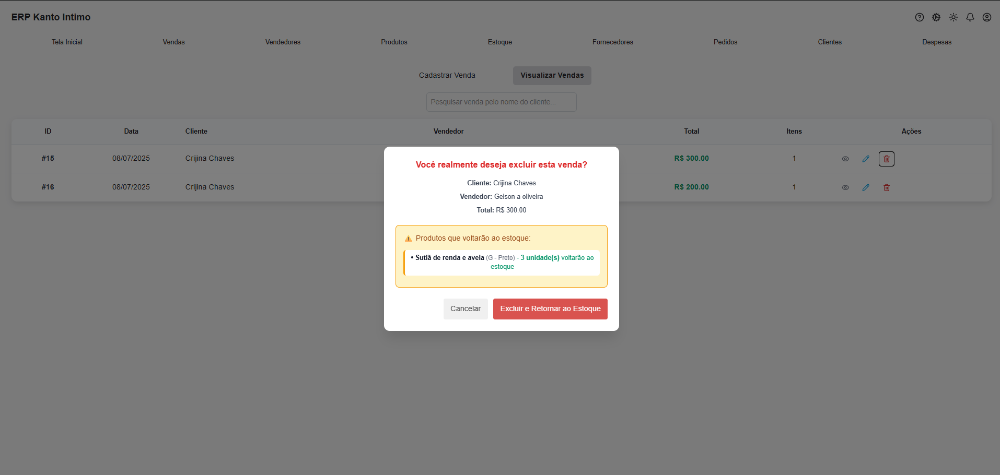 ERP Kanto Intimo
Tela Inicial Vendas Vendedores Produtos Estoque Fornecedores Pedidos Clientes Despesas
Cadastrar Venda Visualizar Vendas
Pesquisar venda pelo nome do cliente...
ID Data Cliente Vendedor Total Itens Ações
#15 08/07/2025 Crijina Chaves R$ 300.00 1
#16 08/07/2025 Crijina Chaves R$ 200.00 1
Você realmente deseja excluir esta venda?
Cliente: Crijina Chaves
Vendedor: Geison a oliveira
Total: R$ 300.00
Produtos que voltarão ao estoque:
• Sutiã de renda e avela (G - Preto) - 3 unidade(s) voltarão ao
estoque
Cancelar Excluir e Retornar ao Estoque